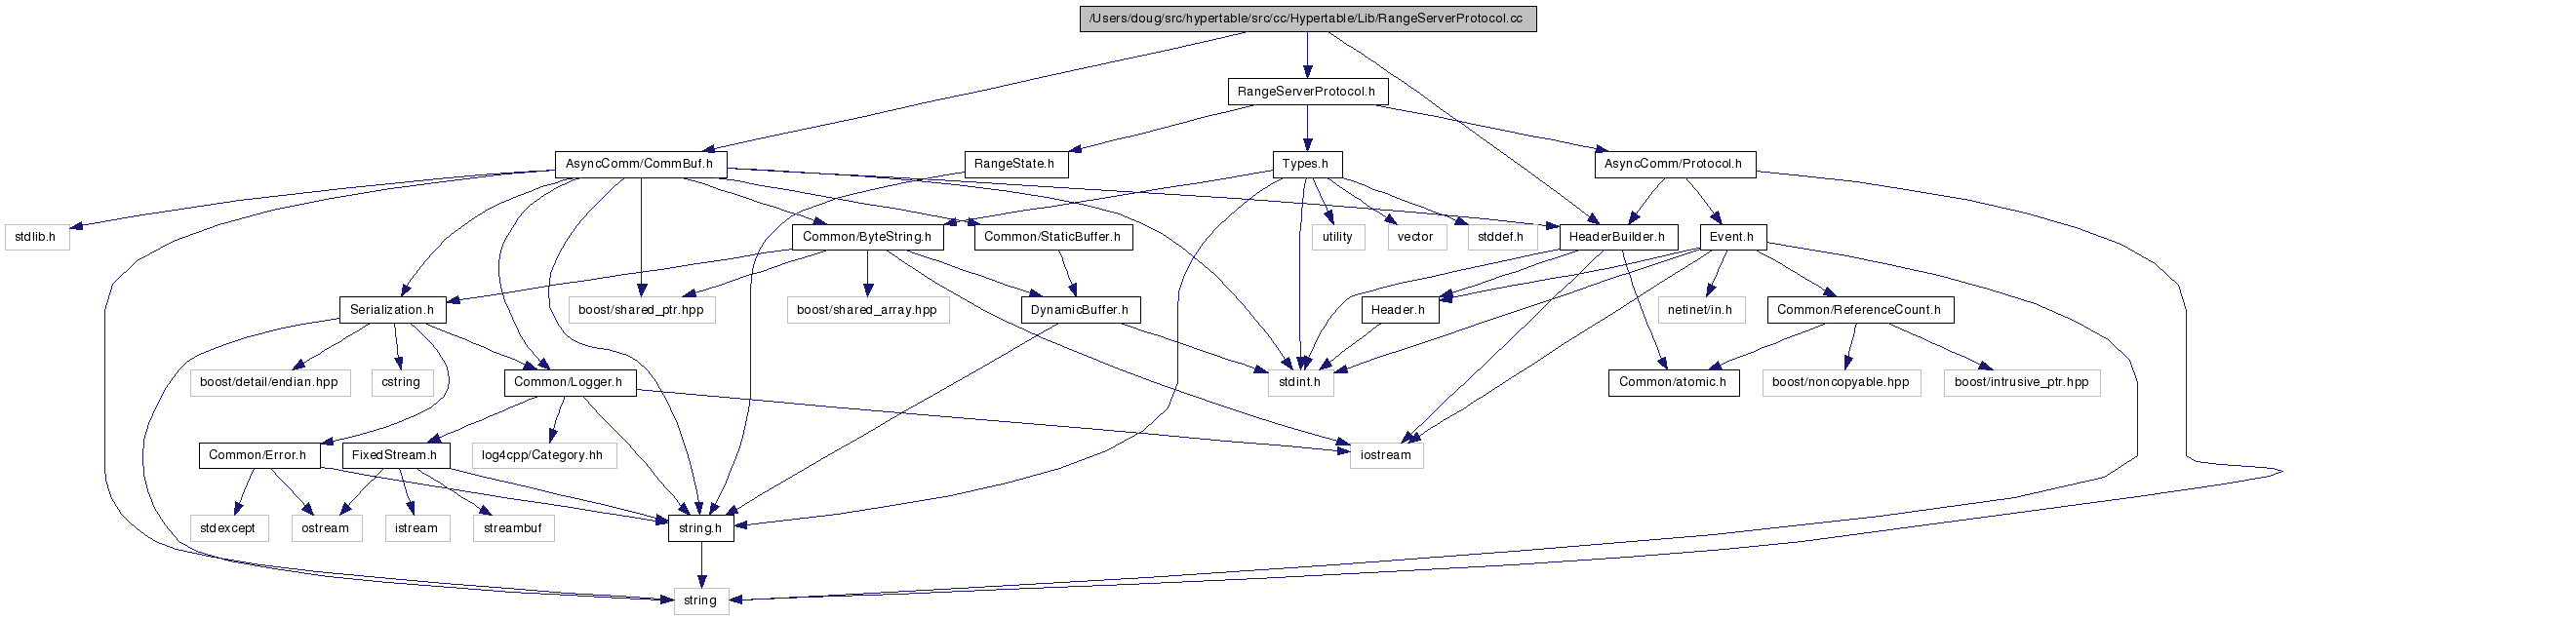 /Users/doug/src/hypertable/src/cc/Hypertable/Lib/RangeServerProtocol.cc
RangeServerProtocol.h
AsyncComm/CommBuf.h
RangeState.h
Types.h
AsyncComm/Protocol.h
stdlib.h
Common/ByteString.h
Common/StaticBuffer.h
utility
vector
stddef.h
HeaderBuilder.h
Event.h
Serialization.h
boost/shared_ptr.hpp
boost/shared_array.hpp
DynamicBuffer.h
Header.h
netinet/in.h
Common/ReferenceCount.h
boost/detail/endian.hpp
cstring
Common/Logger.h
stdint.h
Common/atomic.h
boost/noncopyable.hpp
boost/intrusive_ptr.hpp
Common/Error.h
FixedStream.h
log4cpp/Category.hh
iostream
stdexcept
ostream
istream
streambuf
string.h
string